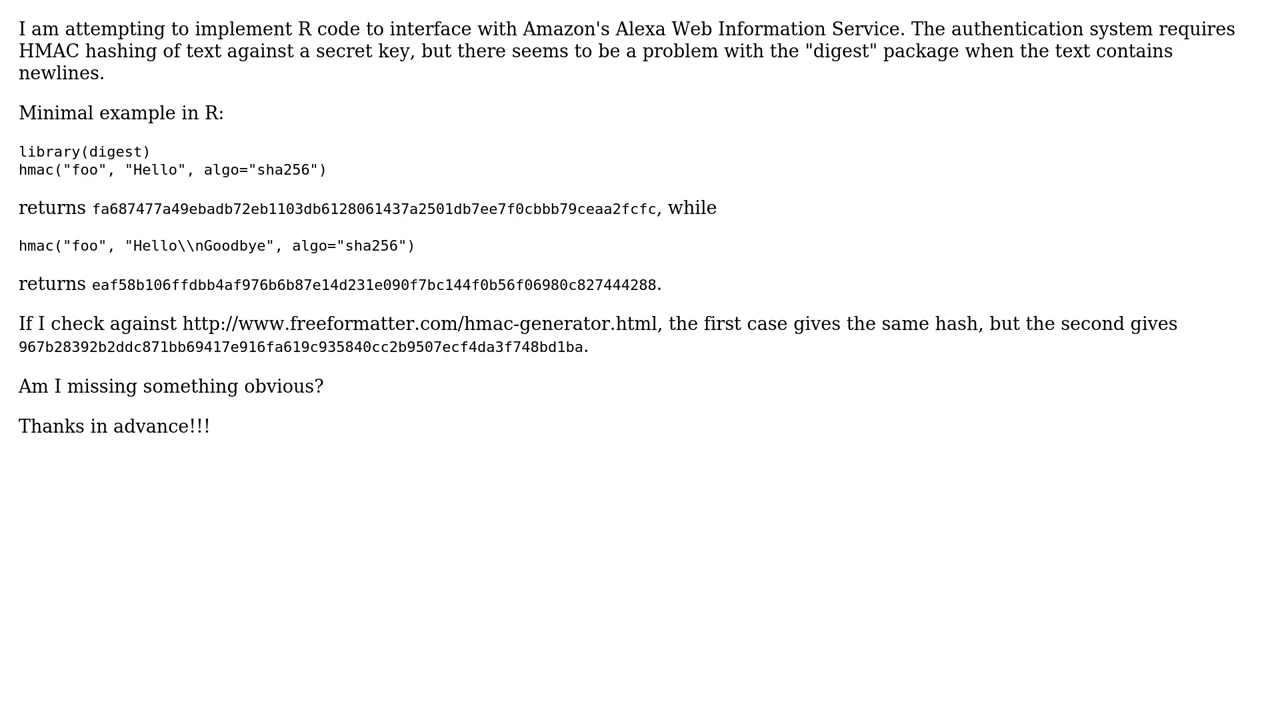 I am attempting to implement R code to interface with Amazon's Alexa Web Information Service. The authentication system requires
HMAC hashing of text against a secret key, but there seems to be a problem with the "digest" package when the text contains
newlines.
Minimal example in R:
library(digest)
hmac("foo", "Hello", algo="sha256")
returns fa687477a49ebadb72eb1103db6128061437a2501db7ee7f0cbbb79ceaa2fcfc, while
hmac("foo", "Hello\\nGoodbye", algo="sha256")
returns eaf58b106ffdbb4af976b6b87e14d231e090f7bc144f0b56f06980c827444288.
If I check against http://www.freeformatter.com/hmac-generator.html, the first case gives the same hash, but the second gives
967b28392b2ddc871bb69417e916fa619c935840cc2b9507ecf4da3f748bd1ba.
Am I missing something obvious?
Thanks in advance!!!